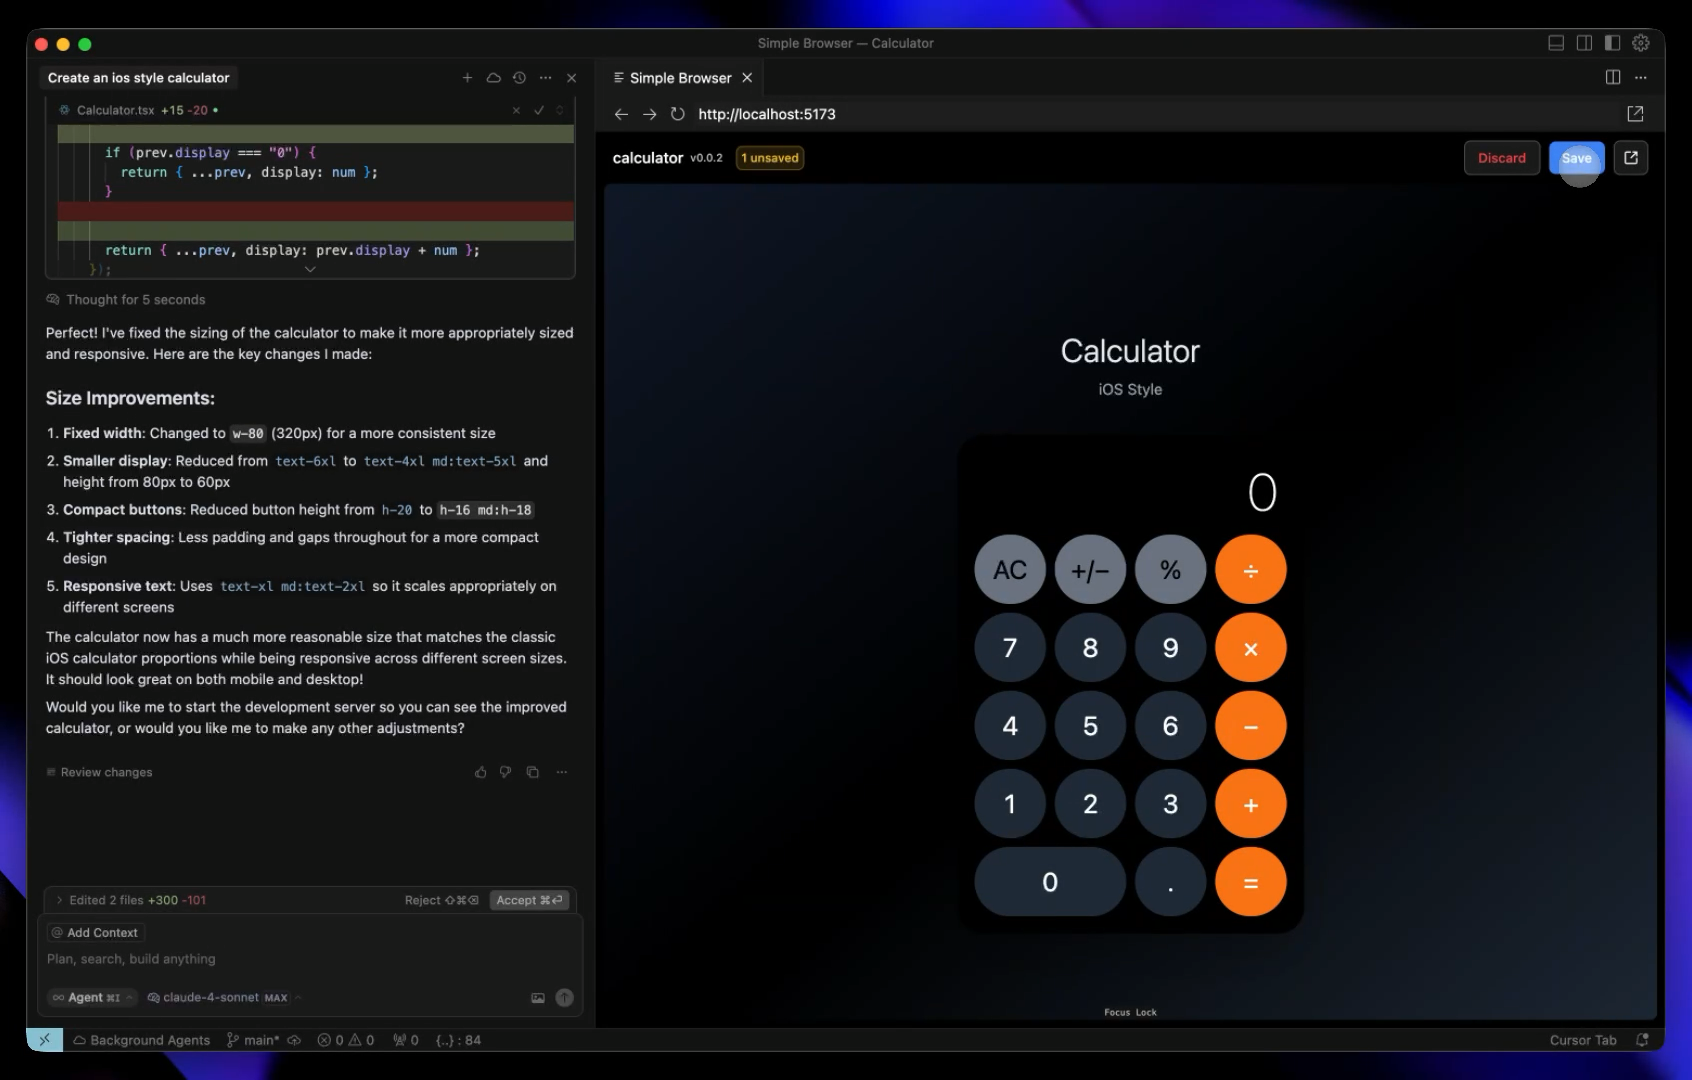 Simple Browser — Calculator
Create an ios style calculator
Calculator.tsx +15 -20
if (prev.display === "0") {
return { ...prev, display: num };
}
return { ...prev, display: prev.display + num };
});
Thought for 5 seconds
Perfect! I've fixed the sizing of the calculator to make it more appropriately sized
and responsive. Here are the key changes I made:
Size Improvements:
1. Fixed width: Changed to w-80 (320px) for a more consistent size
2. Smaller display: Reduced from text-6xl to text-4xl md:text-5xl and
height from 80px to 60px
3. Compact buttons: Reduced button height from h-20 to h-16 md:h-18
4. Tighter spacing: Less padding and gaps throughout for a more compact
design
5. Responsive text: Uses text-xl md:text-2xl so it scales appropriately on
different screens
The calculator now has a much more reasonable size that matches the classic
iOS calculator proportions while being responsive across different screen sizes.
It should look great on both mobile and desktop!
Would you like me to start the development server so you can see the improved
calculator, or would you like me to make any other adjustments?
Review changes
Edited 2 files +300 -101
Reject ⇧⌘⌫ Accept ⌘⏎
@ Add Context
Plan, search, build anything
∞ Agent ⌘I claude-4-sonnet MAX
Simple Browser
http://localhost:5173
calculator v0.0.2 1 unsaved
Discard Save
Calculator
iOS Style
0
AC +/− % ÷
7 8 9 ×
4 5 6 −
1 2 3 +
0 . =
Focus Lock
Background Agents main* 0 0 0 {..} : 84
Cursor Tab